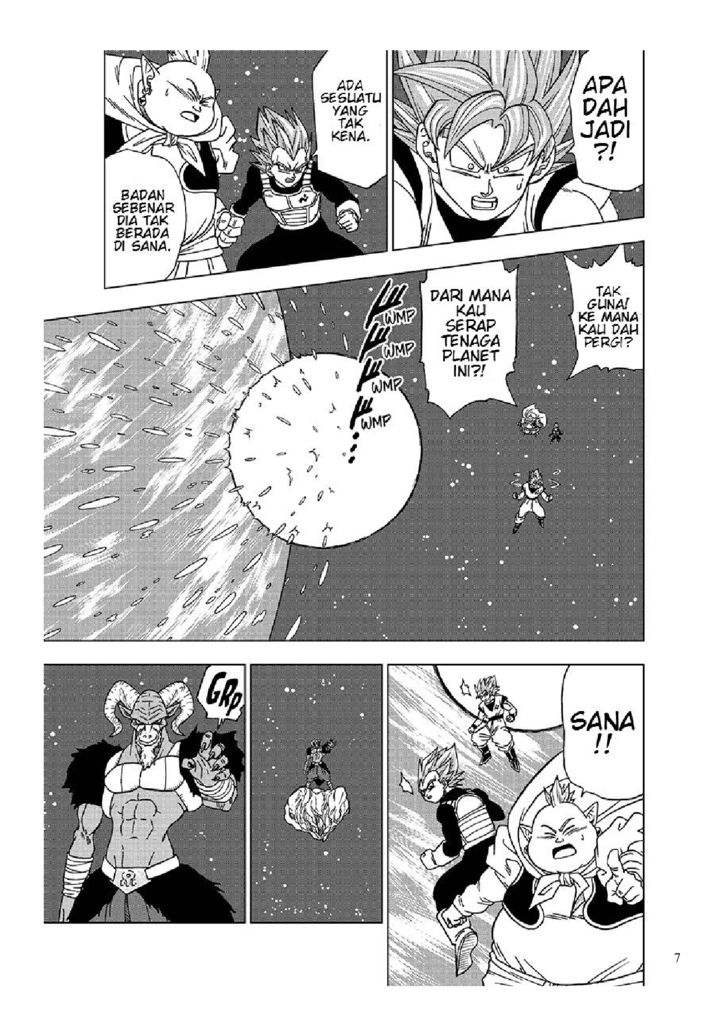 APA
DAH
JADI
?!
ADA
SESUATU
YANG
TAK
KENA.
BADAN
SEBENAR
DIA TAK
BERADA
DI SANA.
TAK
GUNA!
KE MANA
KAU DAH
PERGI?
DARI MANA
KAU
SERAP
TENAGA
PLANET
INI?!
WMP
WMP
WMP
WMP
SANA
!!
GRP
7